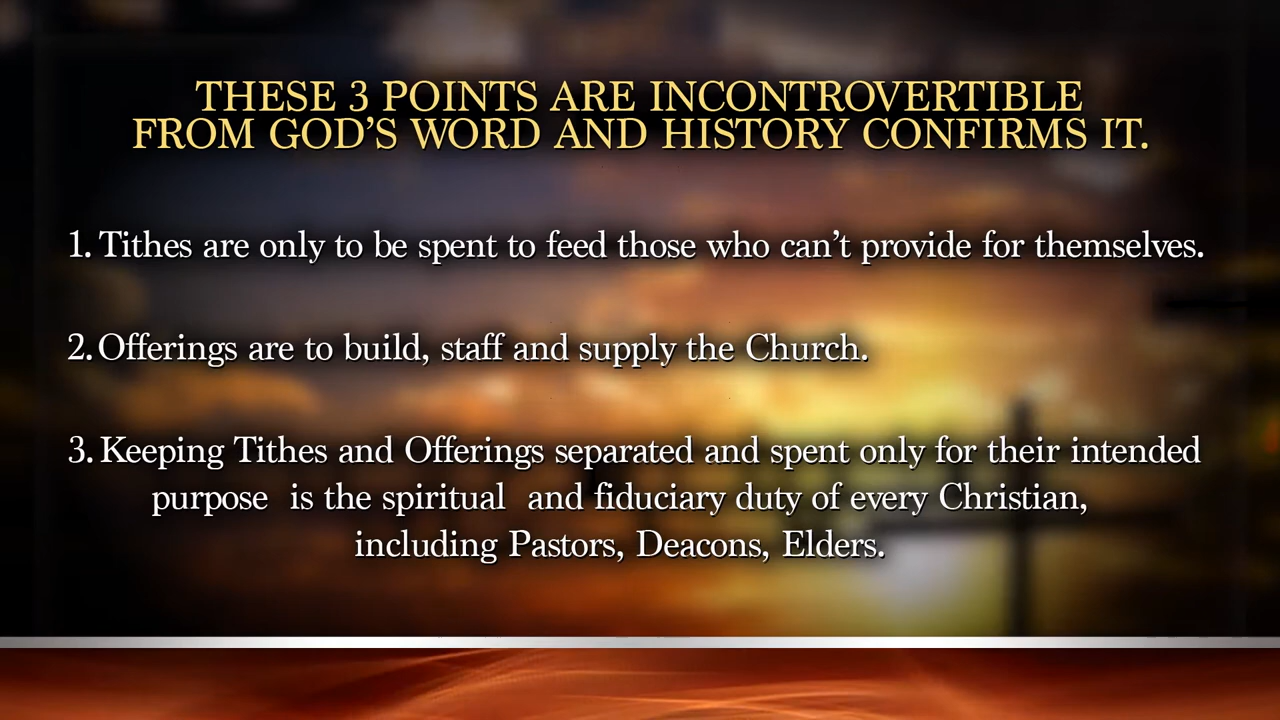 THESE 3 POINTS ARE INCONTROVERTIBLE
FROM GOD’S WORD AND HISTORY CONFIRMS IT.
1. Tithes are only to be spent to feed those who can’t provide for themselves.
2. Offerings are to build, staff and supply the Church.
3. Keeping Tithes and Offerings separated and spent only for their intended
purpose is the spiritual and fiduciary duty of every Christian,
including Pastors, Deacons, Elders.